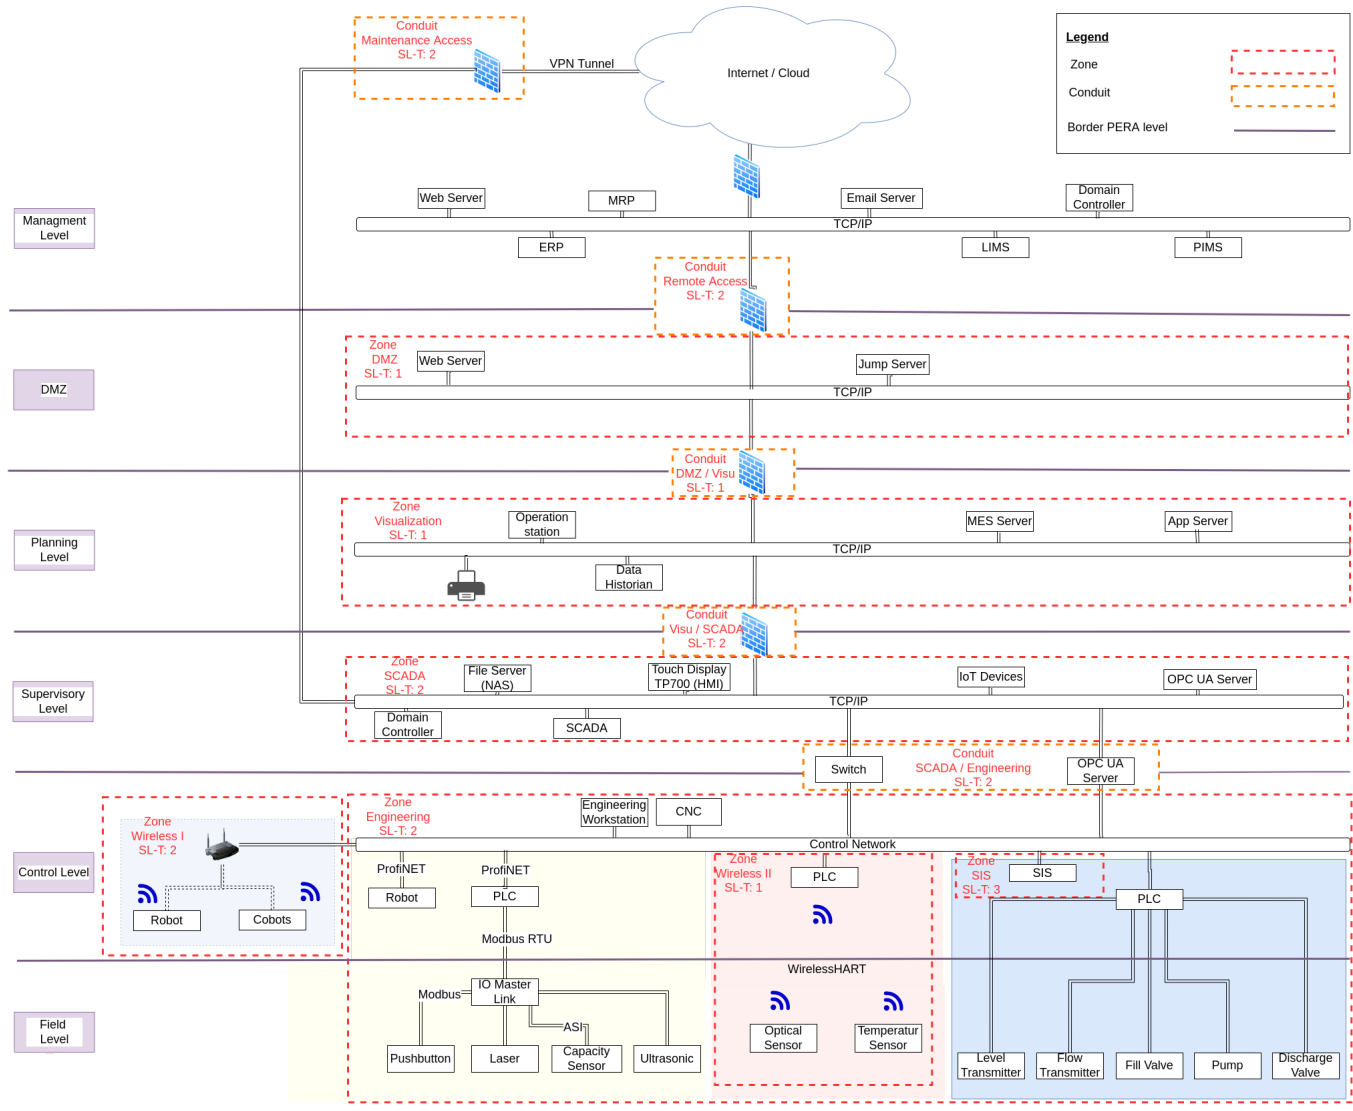 Conduit
Maintenance Access
SL-T: 2
VPN Tunnel
Internet / Cloud
Legend
Zone
Conduit
Border PERA level
Managment
Level
Web Server
MRP
Email Server
Domain
Controller
TCP/IP
ERP
LIMS
PIMS
Conduit
Remote Access
SL-T: 2
DMZ
Zone
DMZ
SL-T: 1
Web Server
Jump Server
TCP/IP
Conduit
DMZ / Visu
SL-T: 1
Planning
Level
Zone
Visualization
SL-T: 1
Operation
station
MES Server
App Server
TCP/IP
Data
Historian
Conduit
Visu / SCADA
SL-T: 2
Supervisory
Level
Zone
SCADA
SL-T: 2
File Server
(NAS)
Touch Display
TP700 (HMI)
IoT Devices
OPC UA Server
TCP/IP
Domain
Controller
SCADA
Switch
Conduit
SCADA / Engineering
SL-T: 2
OPC UA
Server
Control Level
Zone
Wireless I
SL-T: 2
Robot
Cobots
Zone
Engineering
SL-T: 2
Engineering
Workstation
CNC
Control Network
ProfiNET
Robot
ProfiNET
PLC
Modbus RTU
Zone
Wireless II
SL-T: 1
PLC
WirelessHART
Zone
SIS
SL-T: 3
SIS
PLC
Field
Level
IO Master
Link
Modbus
ASI
Pushbutton
Laser
Capacity
Sensor
Ultrasonic
Optical
Sensor
Temperatur
Sensor
Level
Transmitter
Flow
Transmitter
Fill Valve
Pump
Discharge
Valve